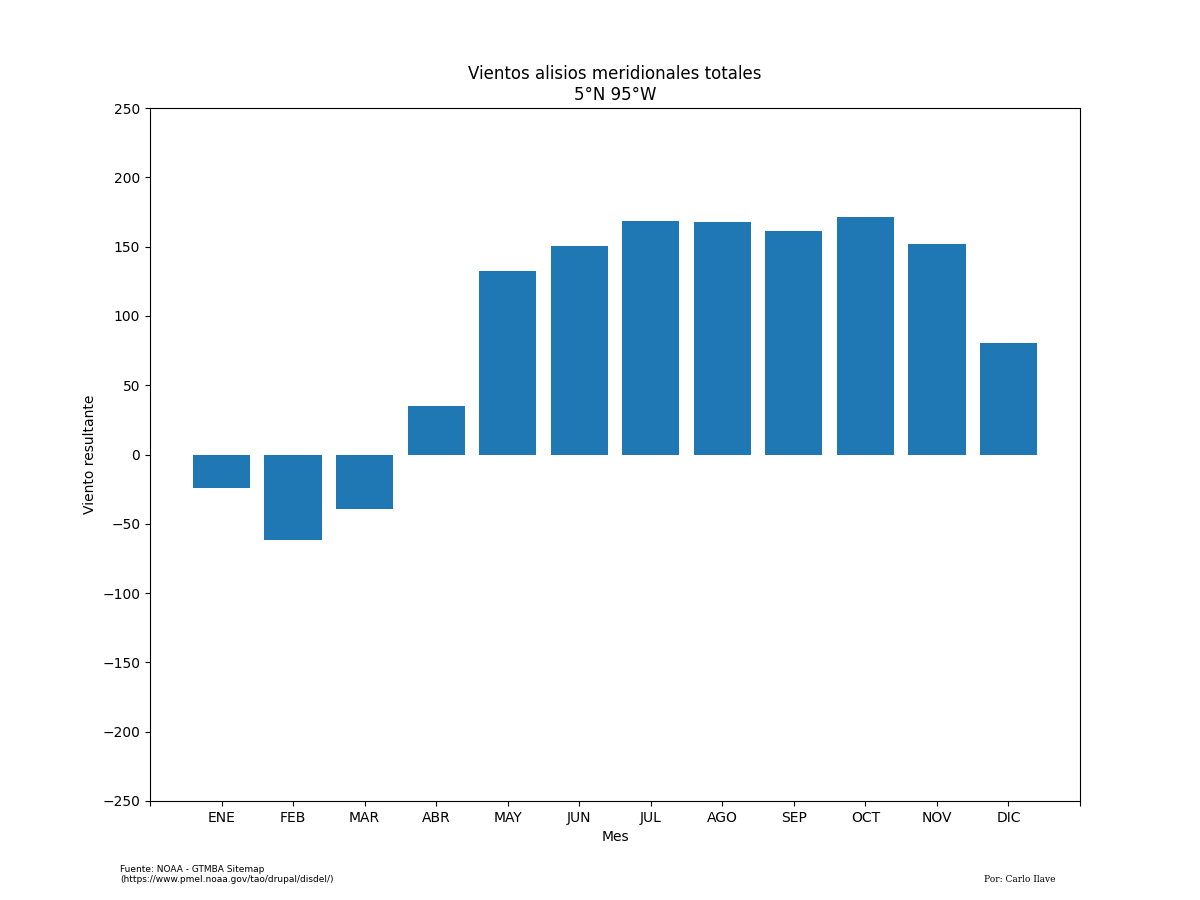 Vientos alisios meridionales totales
5°N 95°W
250
200
150
100
50
0
−50
−100
−150
−200
−250
Viento resultante
ENE FEB MAR ABR MAY JUN JUL AGO SEP OCT NOV DIC
Mes
Fuente: NOAA - GTMBA Sitemap
(https://www.pmel.noaa.gov/tao/drupal/disdel/)
Por: Carlo Ilave